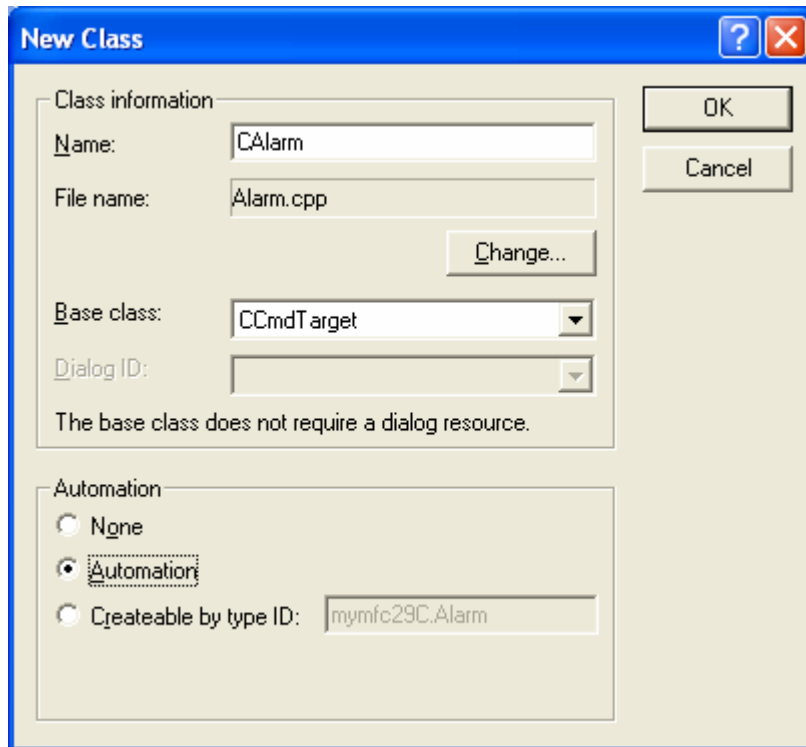 New Class
Class information
Name: CAlarm
OK
File name: Alarm.cpp
Cancel
Change...
Base class: CCmdTarget
Dialog ID:
The base class does not require a dialog resource.
Automation
None
Automation
Createable by type ID: mymfc29C.Alarm